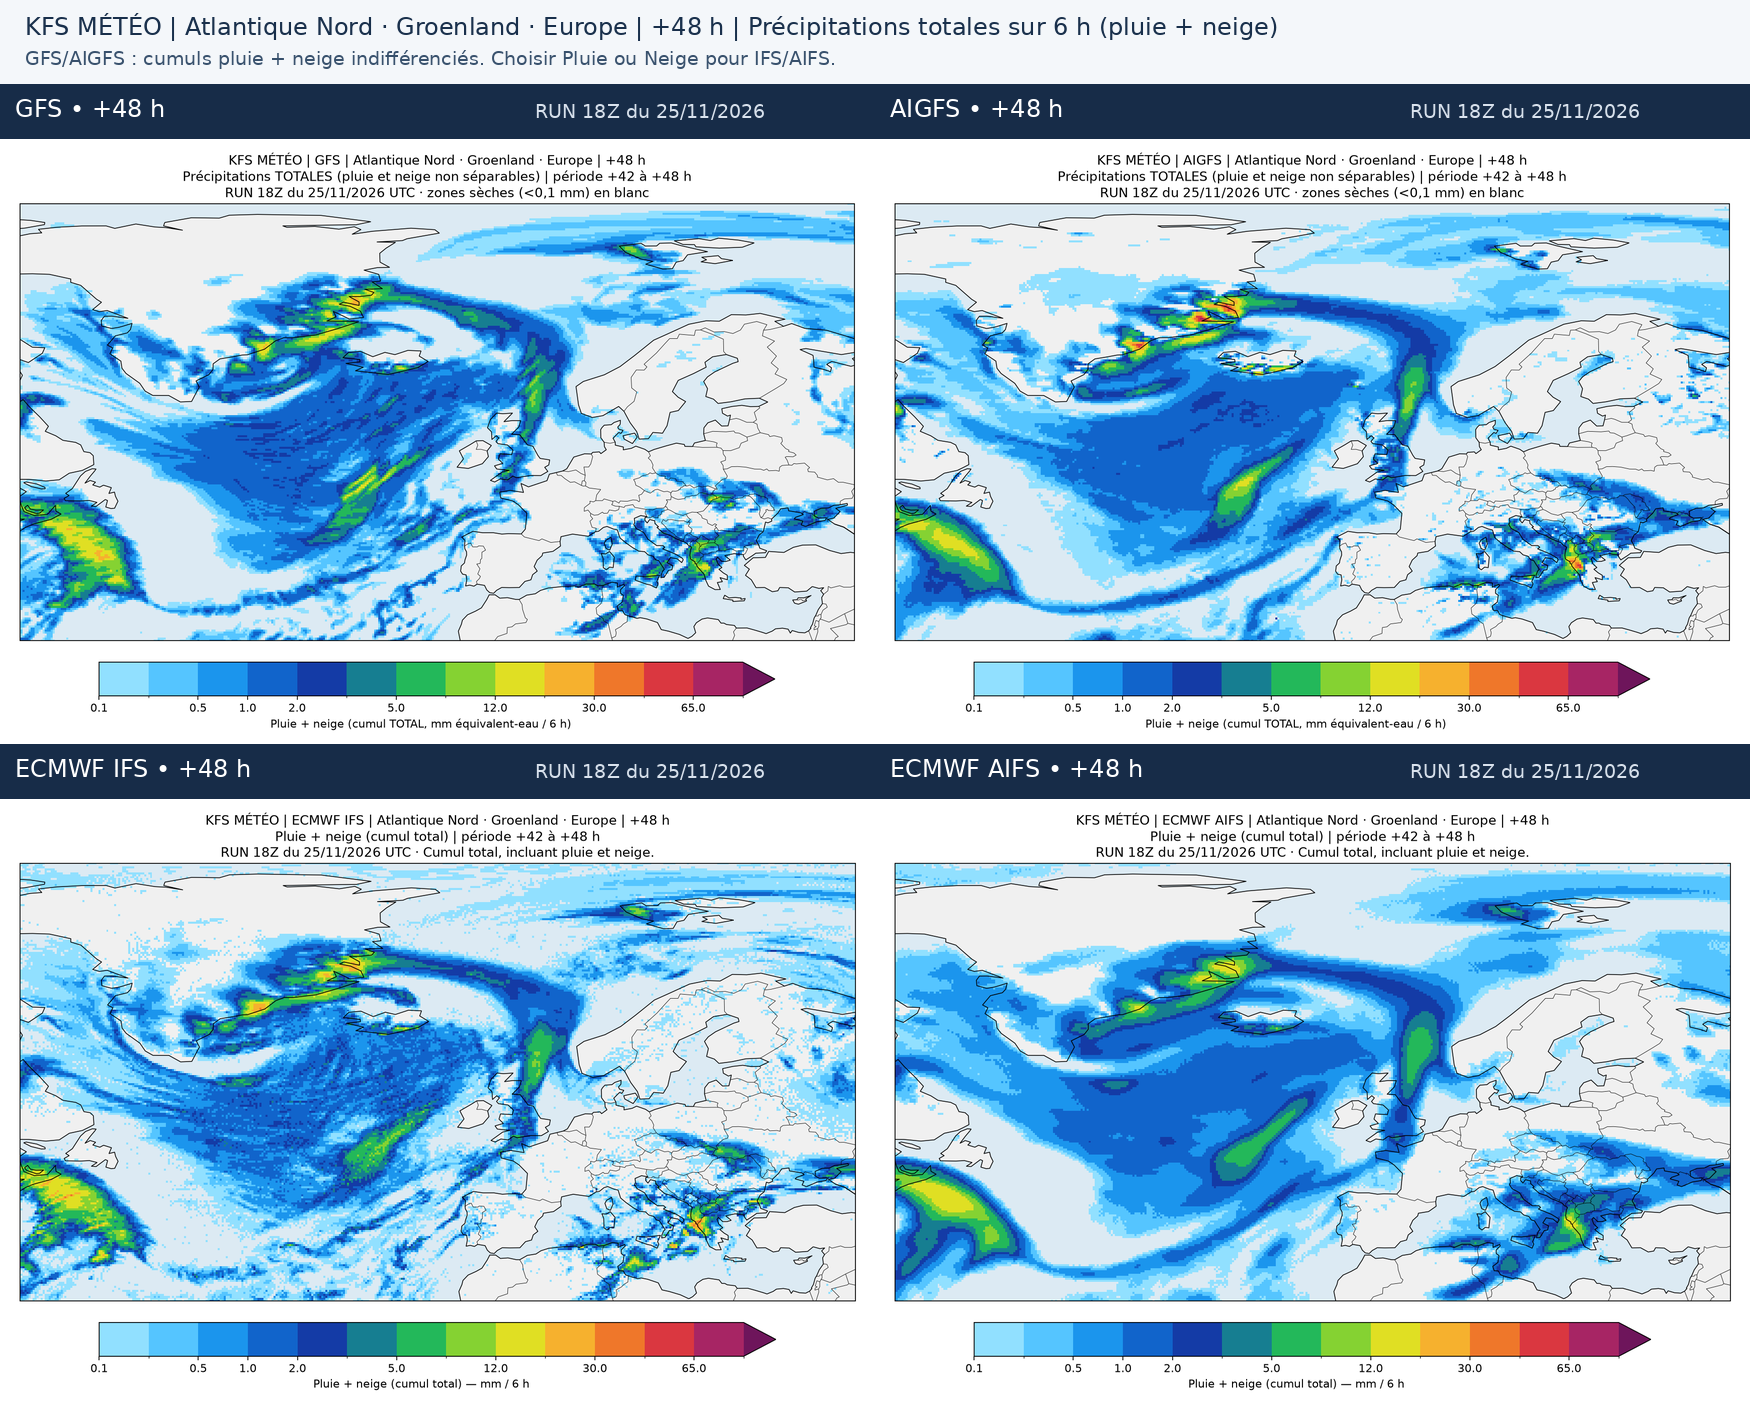 KFS MÉTÉO | Atlantique Nord · Groenland · Europe | +48 h | Précipitations totales sur 6 h (pluie + neige)
GFS/AIGFS : cumuls pluie + neige indifférenciés. Choisir Pluie ou Neige pour IFS/AIFS.
GFS • +48 h
RUN 18Z du 25/11/2026
KFS MÉTÉO | GFS | Atlantique Nord · Groenland · Europe | +48 h
Précipitations TOTALES (pluie et neige non séparables) | période +42 à +48 h
RUN 18Z du 25/11/2026 UTC · zones sèches (<0,1 mm) en blanc
0.1 0.5 1.0 2.0 5.0 12.0 30.0 65.0
Pluie + neige (cumul TOTAL, mm équivalent-eau / 6 h)
AIGFS • +48 h
RUN 18Z du 25/11/2026
KFS MÉTÉO | AIGFS | Atlantique Nord · Groenland · Europe | +48 h
Précipitations TOTALES (pluie et neige non séparables) | période +42 à +48 h
RUN 18Z du 25/11/2026 UTC · zones sèches (<0,1 mm) en blanc
0.1 0.5 1.0 2.0 5.0 12.0 30.0 65.0
Pluie + neige (cumul TOTAL, mm équivalent-eau / 6 h)
ECMWF IFS • +48 h
RUN 18Z du 25/11/2026
KFS MÉTÉO | ECMWF IFS | Atlantique Nord · Groenland · Europe | +48 h
Pluie + neige (cumul total) | période +42 à +48 h
RUN 18Z du 25/11/2026 UTC · Cumul total, incluant pluie et neige.
0.1 0.5 1.0 2.0 5.0 12.0 30.0 65.0
Pluie + neige (cumul total) — mm / 6 h
ECMWF AIFS • +48 h
RUN 18Z du 25/11/2026
KFS MÉTÉO | ECMWF AIFS | Atlantique Nord · Groenland · Europe | +48 h
Pluie + neige (cumul total) | période +42 à +48 h
RUN 18Z du 25/11/2026 UTC · Cumul total, incluant pluie et neige.
0.1 0.5 1.0 2.0 5.0 12.0 30.0 65.0
Pluie + neige (cumul total) — mm / 6 h